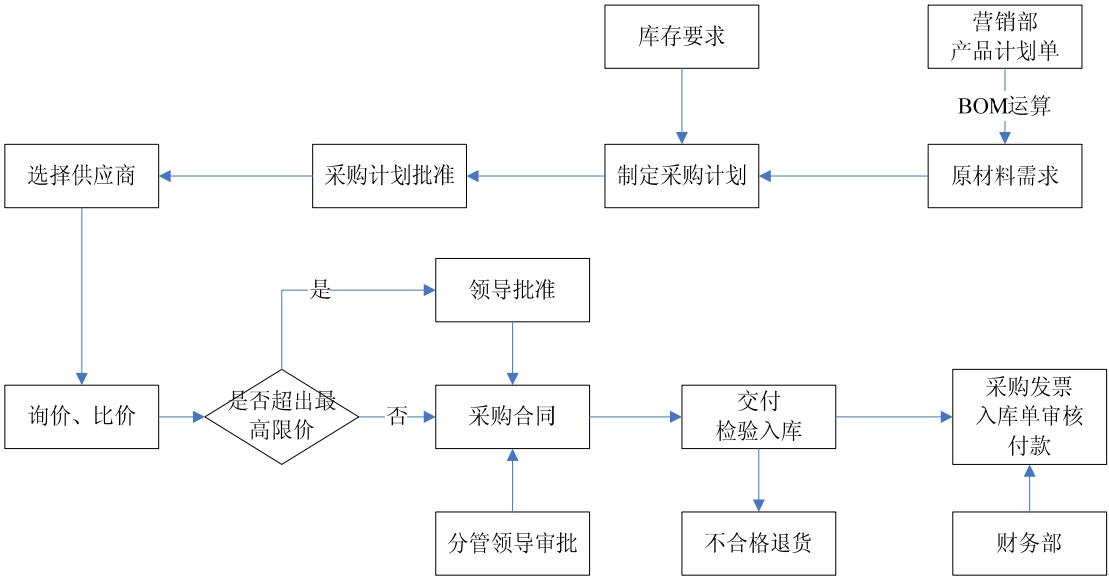 库存要求
营销部
产品计划单
BOM运算
选择供应商
采购计划批准
制定采购计划
原材料需求
是
领导批准
询价、比价
是否超出最
高限价
否
采购合同
交付
检验入库
采购发票
入库单审核
付款
分管领导审批
不合格退货
财务部